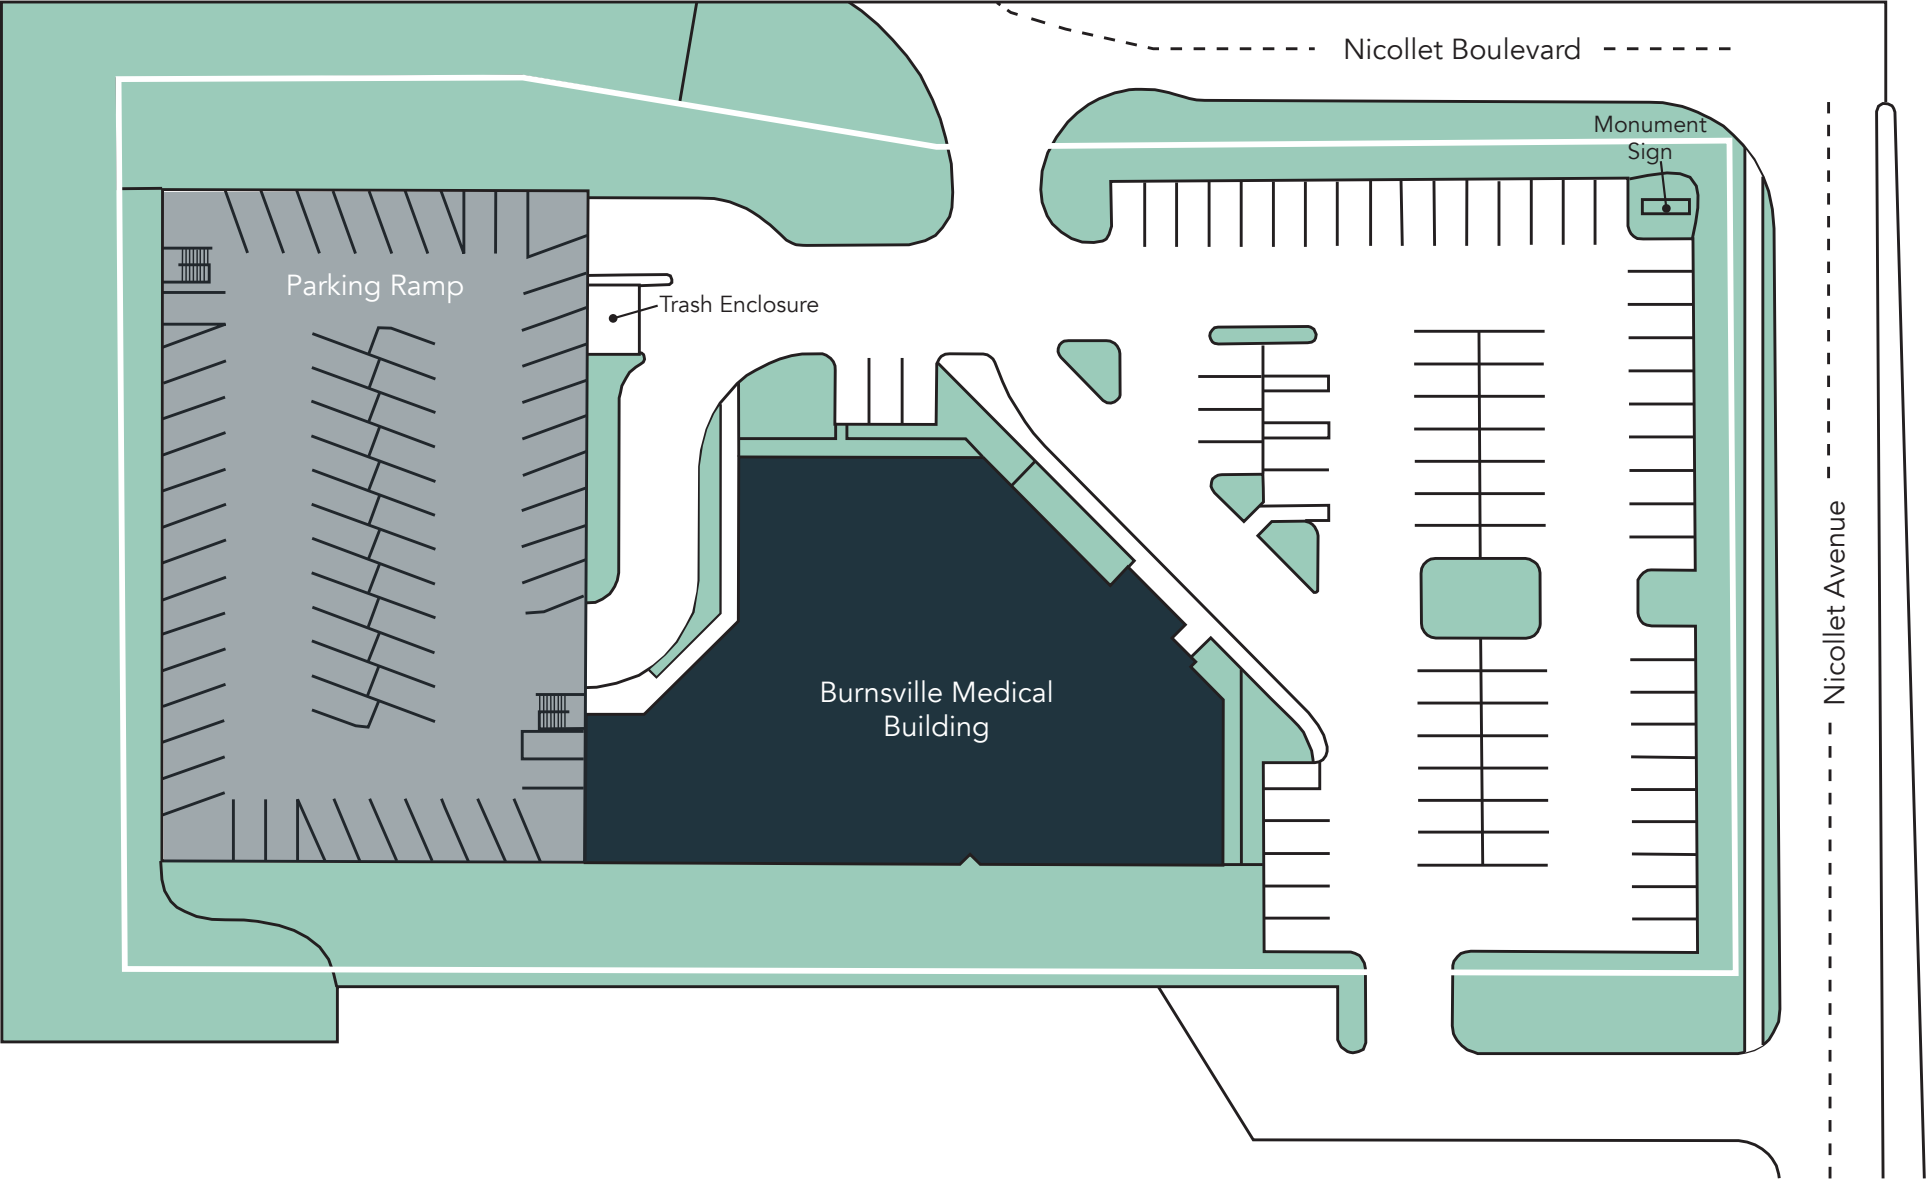 Nicollet Boulevard
Monument
Sign
Parking Ramp
Trash Enclosure
Nicollet Avenue
Burnsville Medical
Building